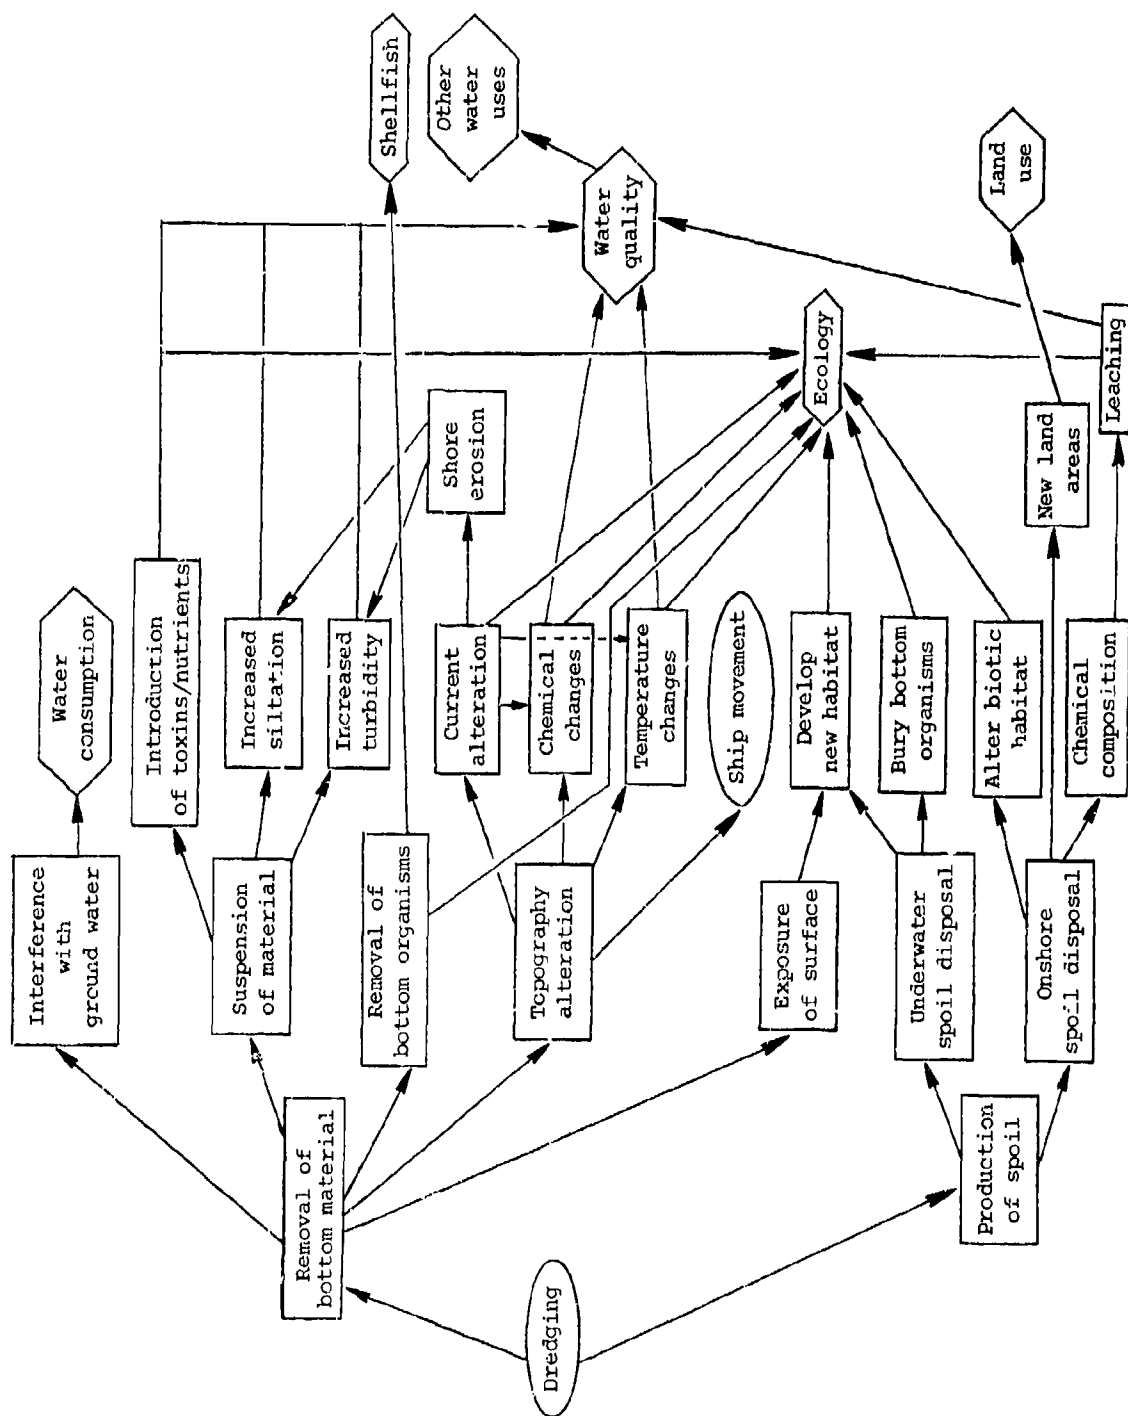 Dredging
Removal of
bottom material
Production
of spoil
Interference
with
ground water
Suspension
of material
Removal of
bottom organisms
Topography
alteration
Exposure
of surface
Underwater
spoil disposal
Onshore
spoil disposal
Water
consumption
Introduction
of toxins/nutrients
Increased
siltation
Increased
turbidity
Current
alteration
Chemical
changes
Temperature
changes
Ship movement
Develop
new habitat
Bury bottom
organisms
Alter biotic
habitat
Chemical
composition
Shore
erosion
New land
areas
Leaching
Ecology
Water
quality
Land
use
Shellfish
Other
water
uses